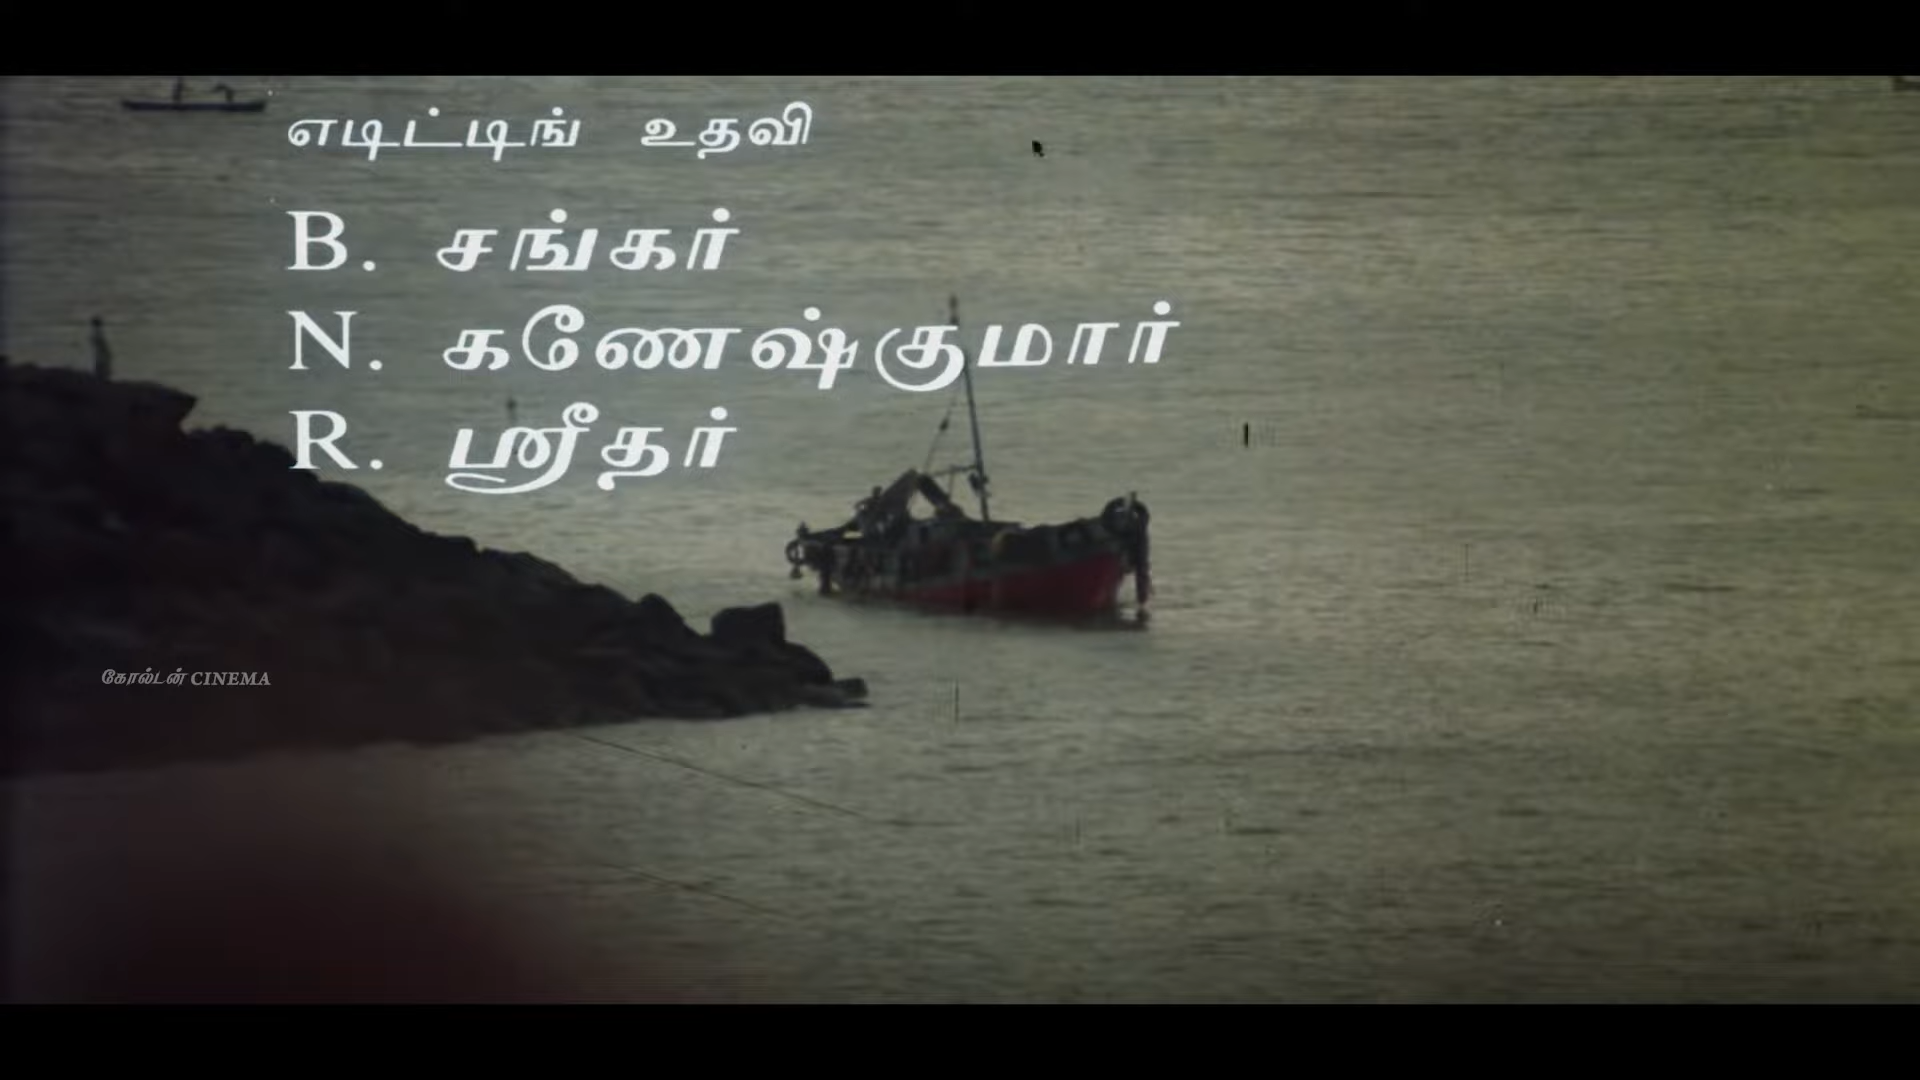 எடிட்டிங் உதவி
B. சங்கர்
N. கணேஷ்குமார்
R. ஸ்ரீதர்
கோல்டன் CINEMA